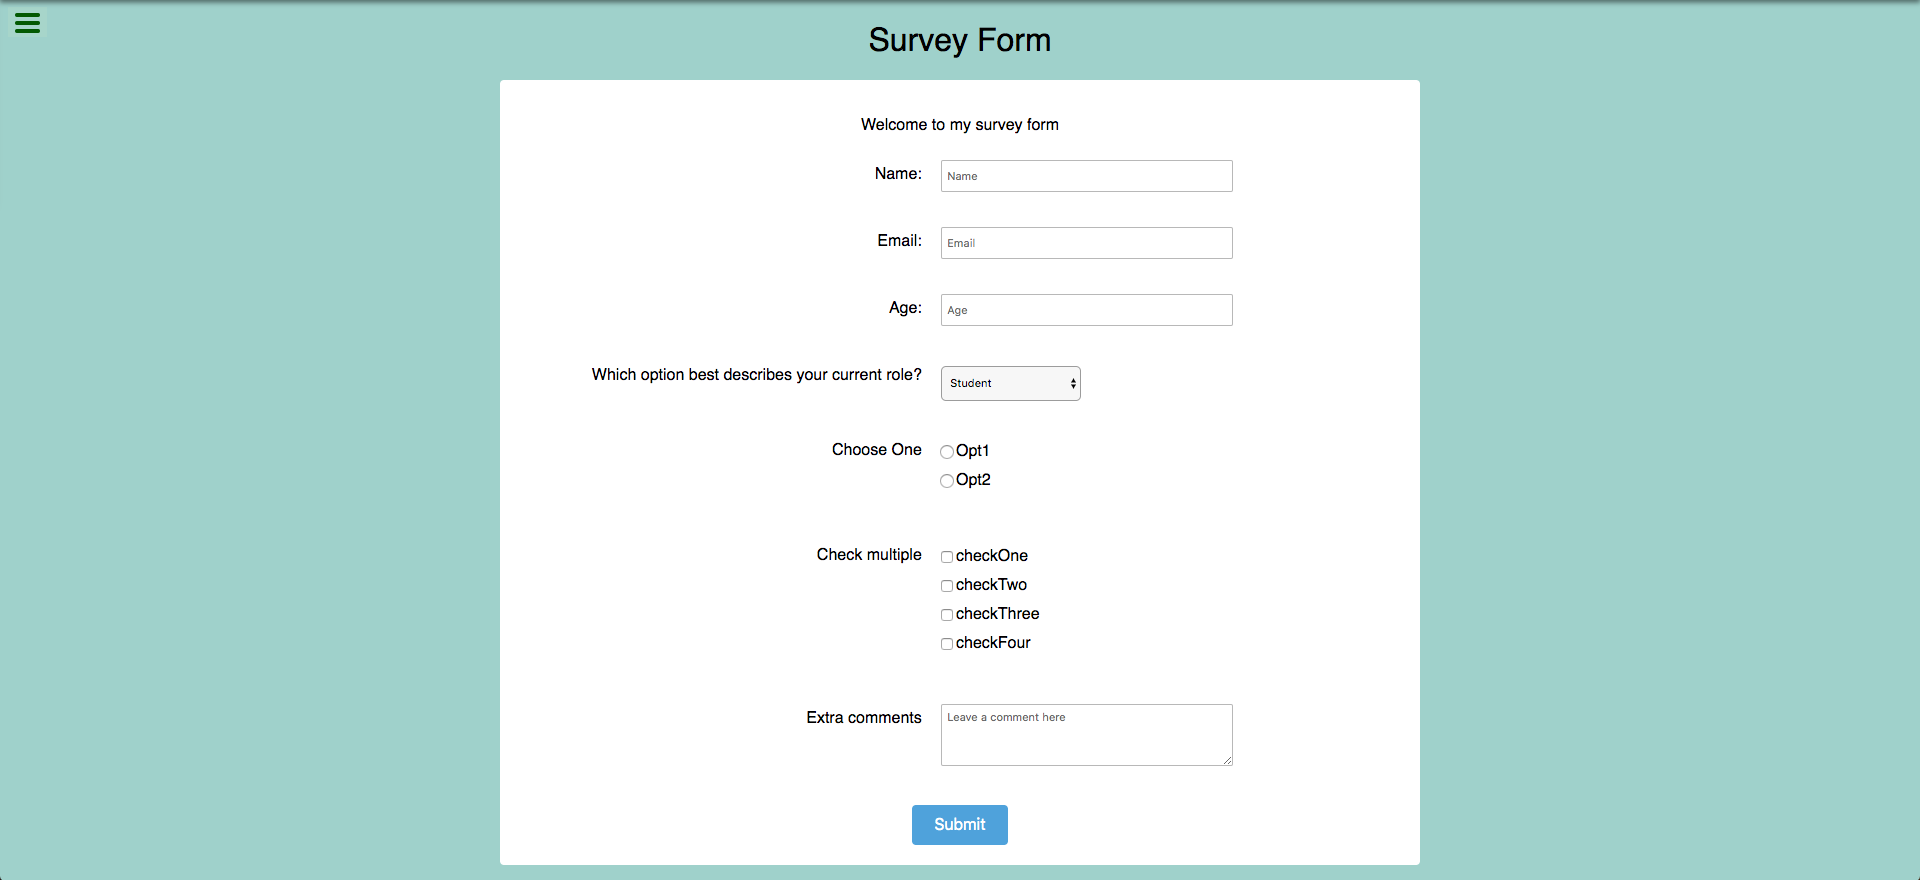 Survey Form
Welcome to my survey form
Name: Name
Email: Email
Age: Age
Which option best describes your current role? Student
Choose One Opt1
Opt2
Check multiple checkOne
checkTwo
checkThree
checkFour
Extra comments Leave a comment here
Submit